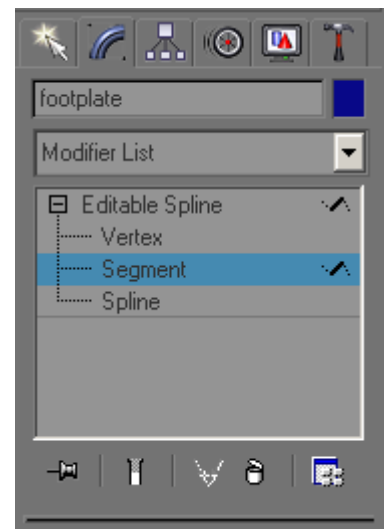 footplate
Modifier List
Editable Spline
Vertex
Segment
Spline